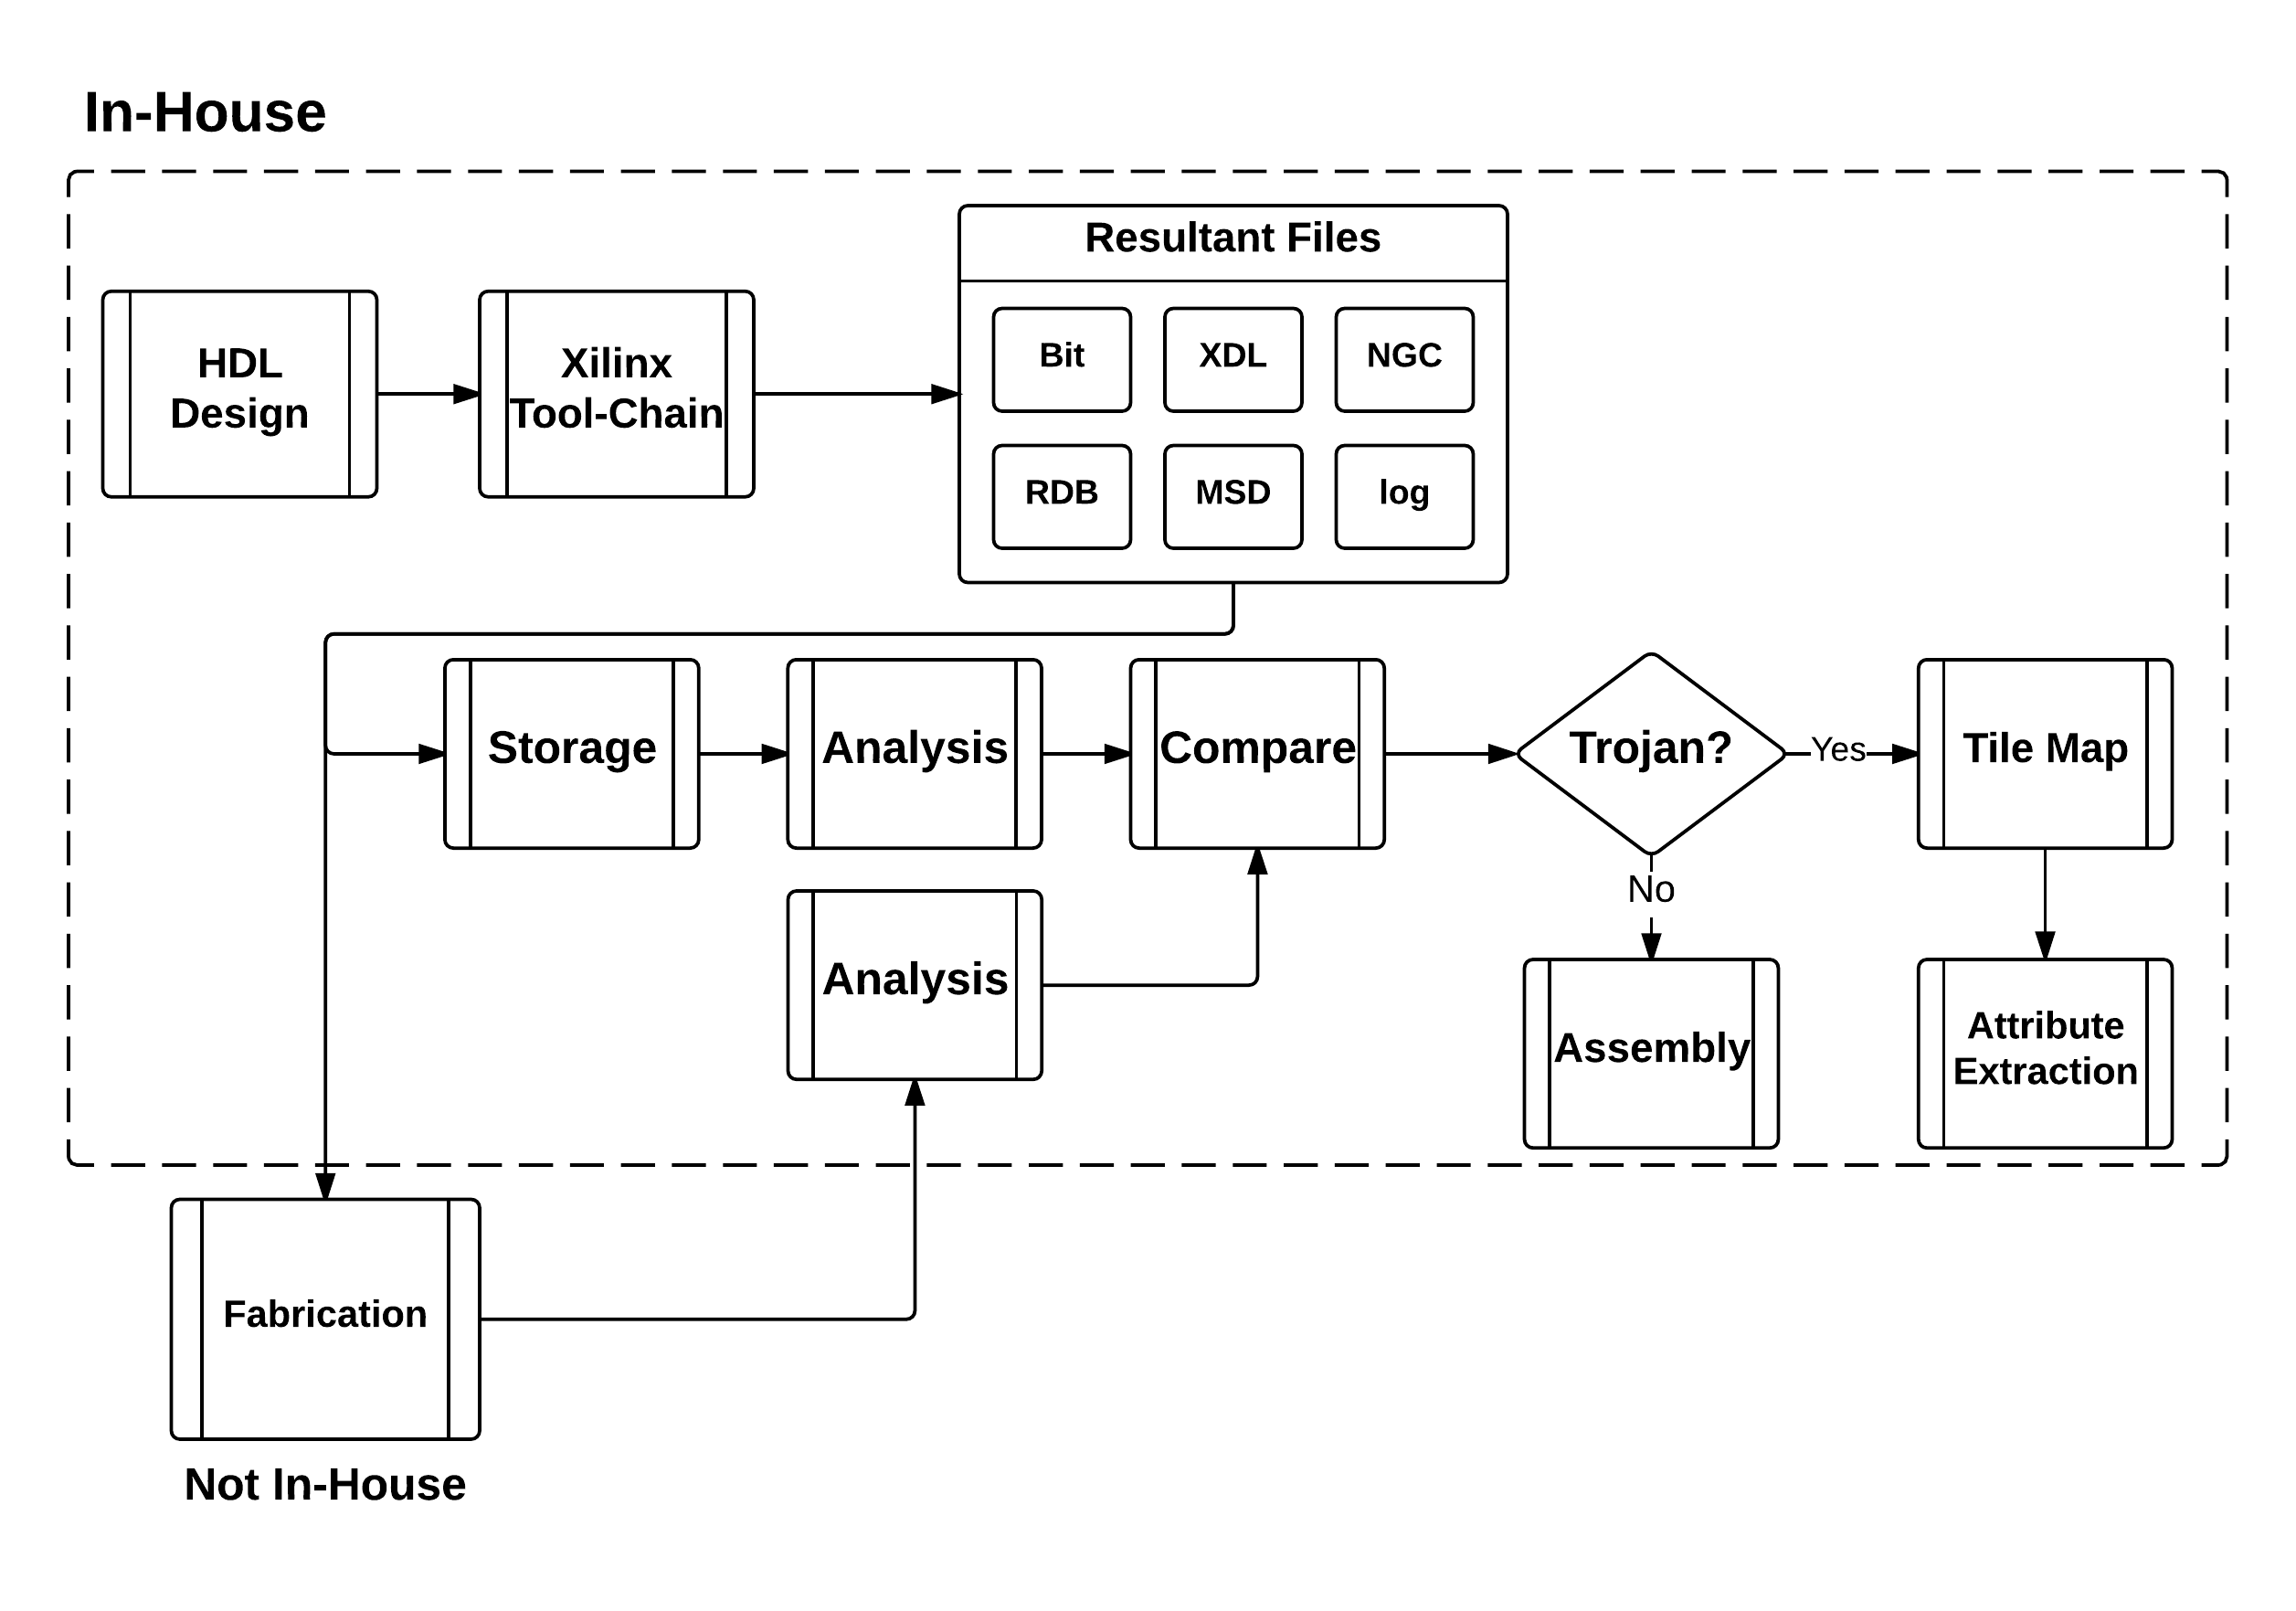 In-House
Resultant Files
HDL
Design
Xilinx
Tool-Chain
Bit
XDL
NGC
RDB
MSD
log
Storage
Analysis
Compare
Trojan?
Yes
Tile Map
No
Analysis
Assembly
Attribute
Extraction
Fabrication
Not In-House